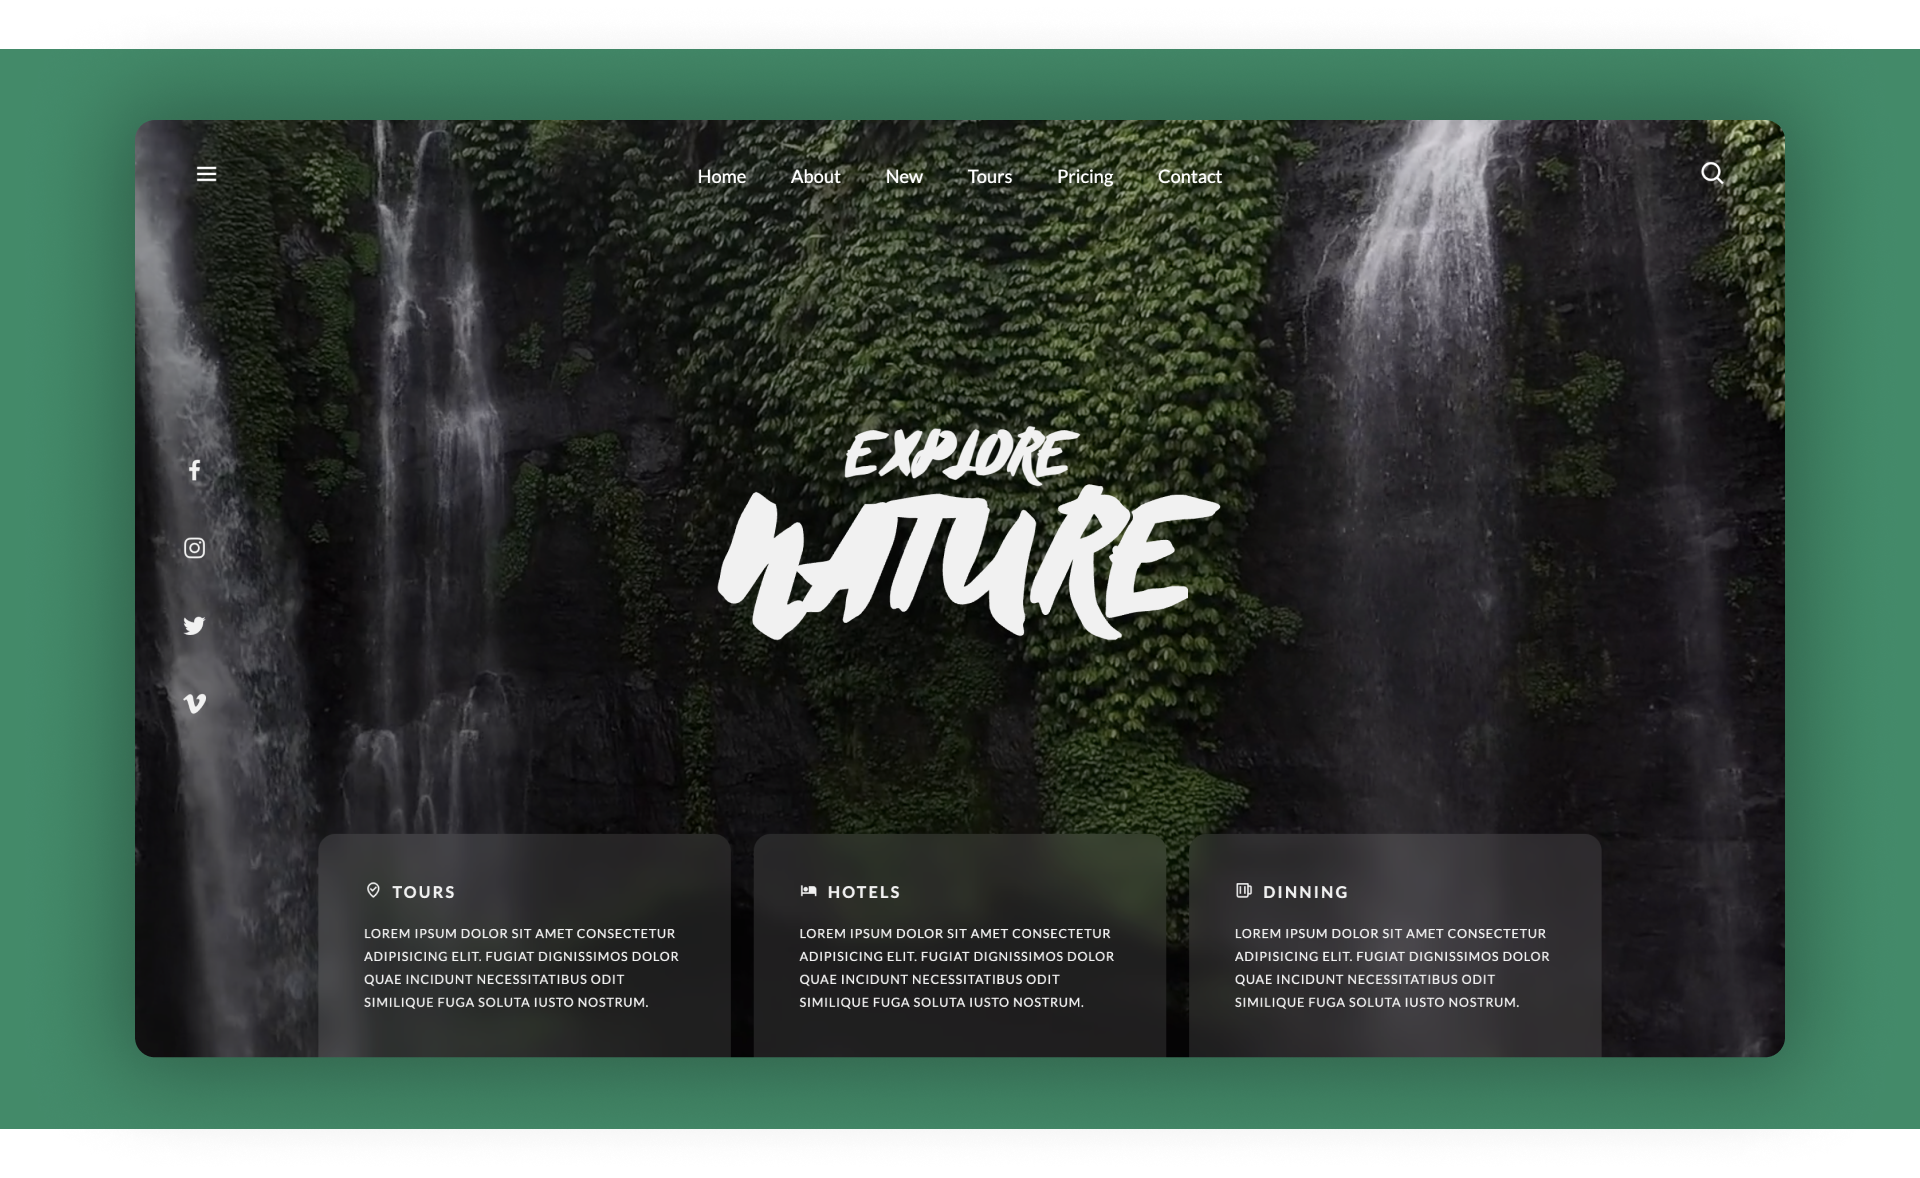 Home About New Tours Pricing Contact
EXPLORE
NATURE
TOURS
LOREM IPSUM DOLOR SIT AMET CONSECTETUR
ADIPISICING ELIT. FUGIAT DIGNISSIMOS DOLOR
QUAE INCIDUNT NECESSITATIBUS ODIT
SIMILIQUE FUGA SOLUTA IUSTO NOSTRUM.
HOTELS
LOREM IPSUM DOLOR SIT AMET CONSECTETUR
ADIPISICING ELIT. FUGIAT DIGNISSIMOS DOLOR
QUAE INCIDUNT NECESSITATIBUS ODIT
SIMILIQUE FUGA SOLUTA IUSTO NOSTRUM.
DINNING
LOREM IPSUM DOLOR SIT AMET CONSECTETUR
ADIPISICING ELIT. FUGIAT DIGNISSIMOS DOLOR
QUAE INCIDUNT NECESSITATIBUS ODIT
SIMILIQUE FUGA SOLUTA IUSTO NOSTRUM.